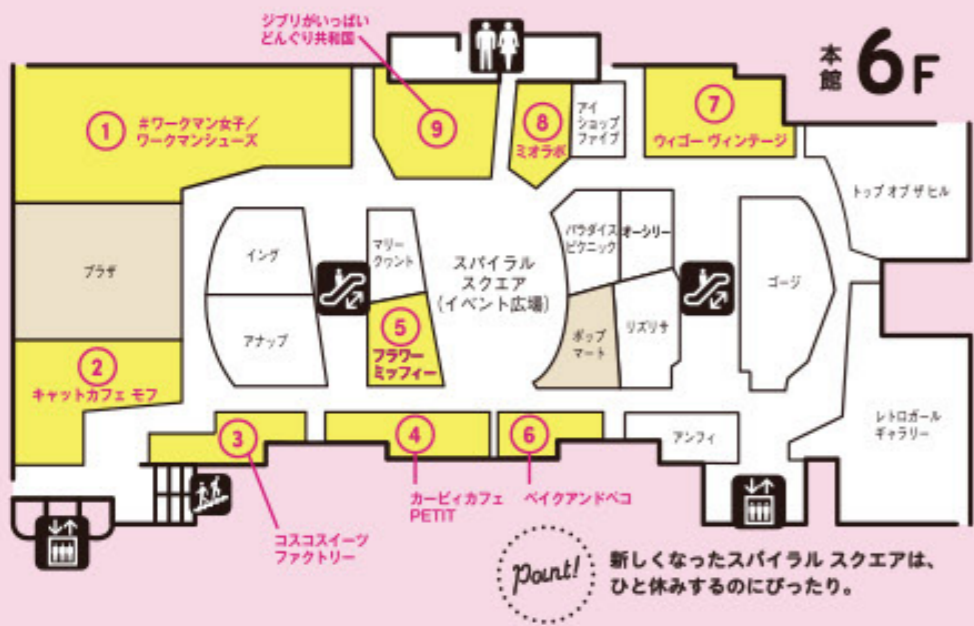 ジブリがいっぱい
どんぐり共和国
本館 6F
① #ワークマン女子/
ワークマンシューズ
⑨
⑧
ミオラボ
アイ
ショップ
ファイブ
⑦
ウィゴー ヴィンテージ
トップ オブ ザ ヒル
プラザ
イング
マリー
クヮント
スパイラル
スクエア
(イベント広場)
パラダイス
ピクニック
オーシリー
ゴージ
アナップ
⑤
フラワー
ミッフィー
ポップ
マート
リズリサ
②
キャットカフェ モフ
③
④
⑥
アンフィ
レトロガール
ギャラリー
カービィカフェ
PETIT
ベイクアンドペコ
コスコスイーツ
ファクトリー
Point!
新しくなったスパイラル スクエアは、
ひと休みするのにぴったり。